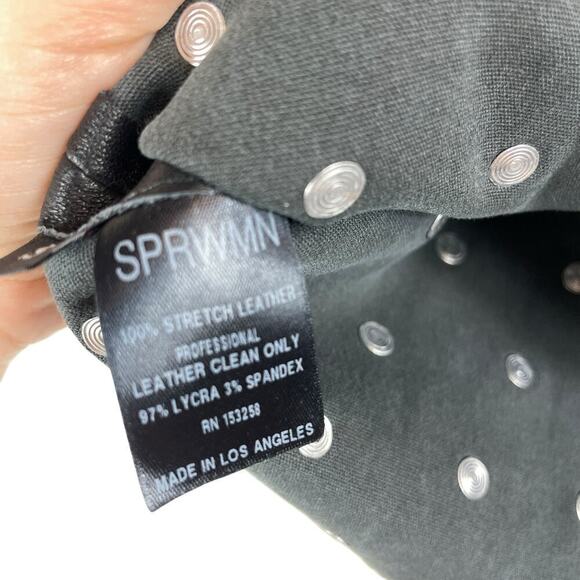 SPRWMN
100% STRETCH LEATHER
PROFESSIONAL
LEATHER CLEAN ONLY
97% LYCRA 3% SPANDEX
RN 153258
MADE IN LOS ANGELES